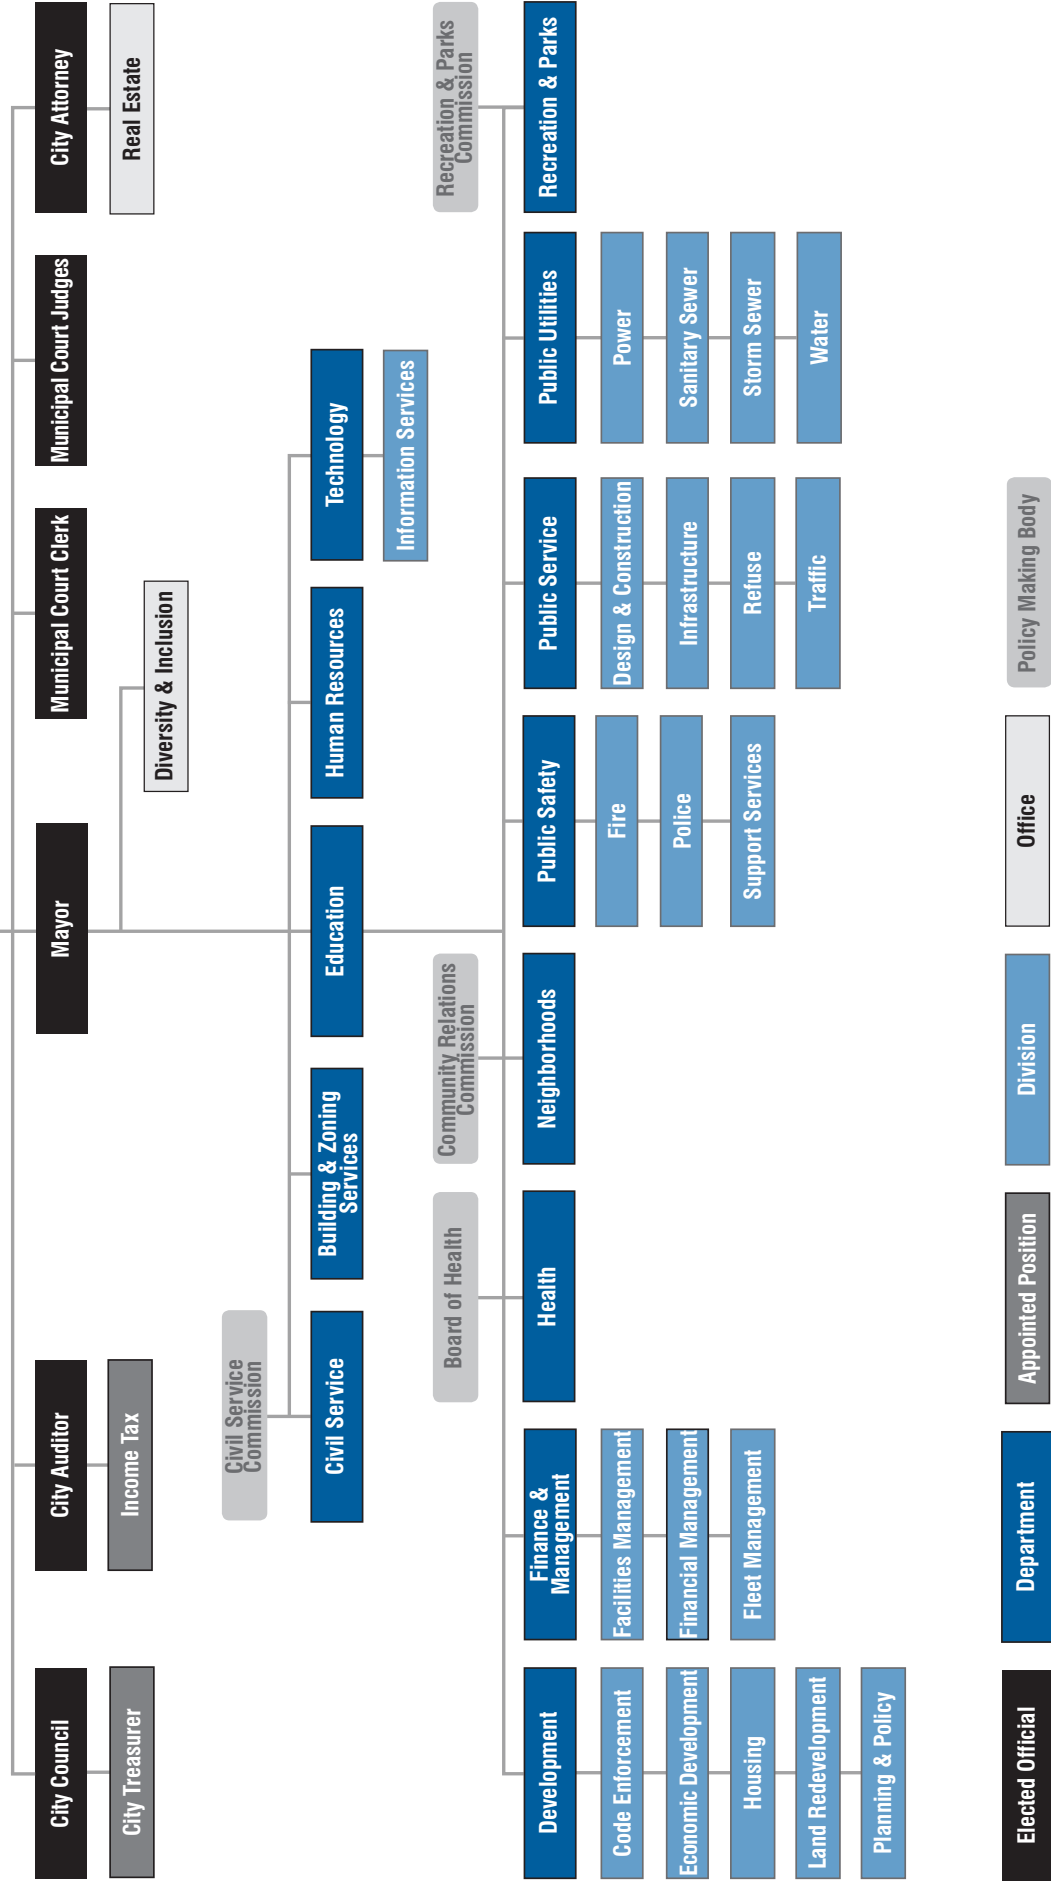 City Council
City Auditor
Mayor
Municipal Court Clerk
Municipal Court Judges
City Attorney
City Treasurer
Income Tax
Real Estate
Diversity & Inclusion
Civil Service
Commission
Civil Service
Building & Zoning
Services
Education
Human Resources
Technology
Information Services
Board of Health
Community Relations
Commission
Recreation & Parks
Commission
Development
Finance &
Management
Health
Neighborhoods
Public Safety
Public Service
Public Utilities
Recreation & Parks
Code Enforcement
Facilities Management
Fire
Design & Construction
Power
Economic Development
Financial Management
Police
Infrastructure
Sanitary Sewer
Housing
Fleet Management
Support Services
Refuse
Storm Sewer
Land Redevelopment
Traffic
Water
Planning & Policy
Elected Official
Department
Appointed Position
Division
Office
Policy Making Body